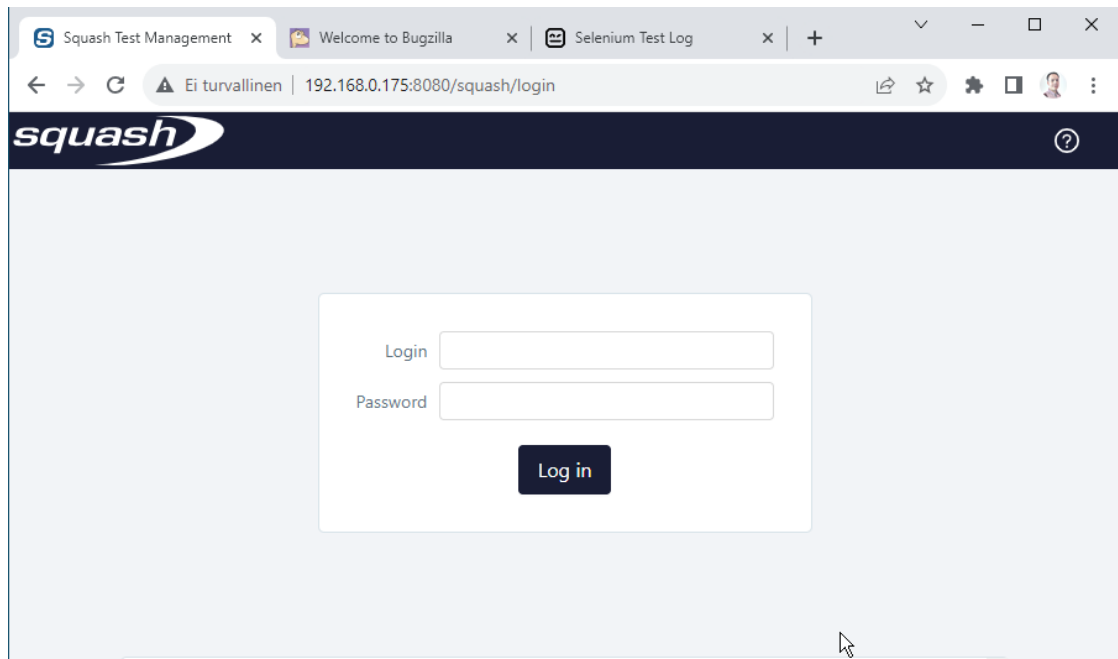 Squash Test Management Welcome to Bugzilla Selenium Test Log
Ei turvallinen 192.168.0.175:8080/squash/login
squash
Login
Password
Log in